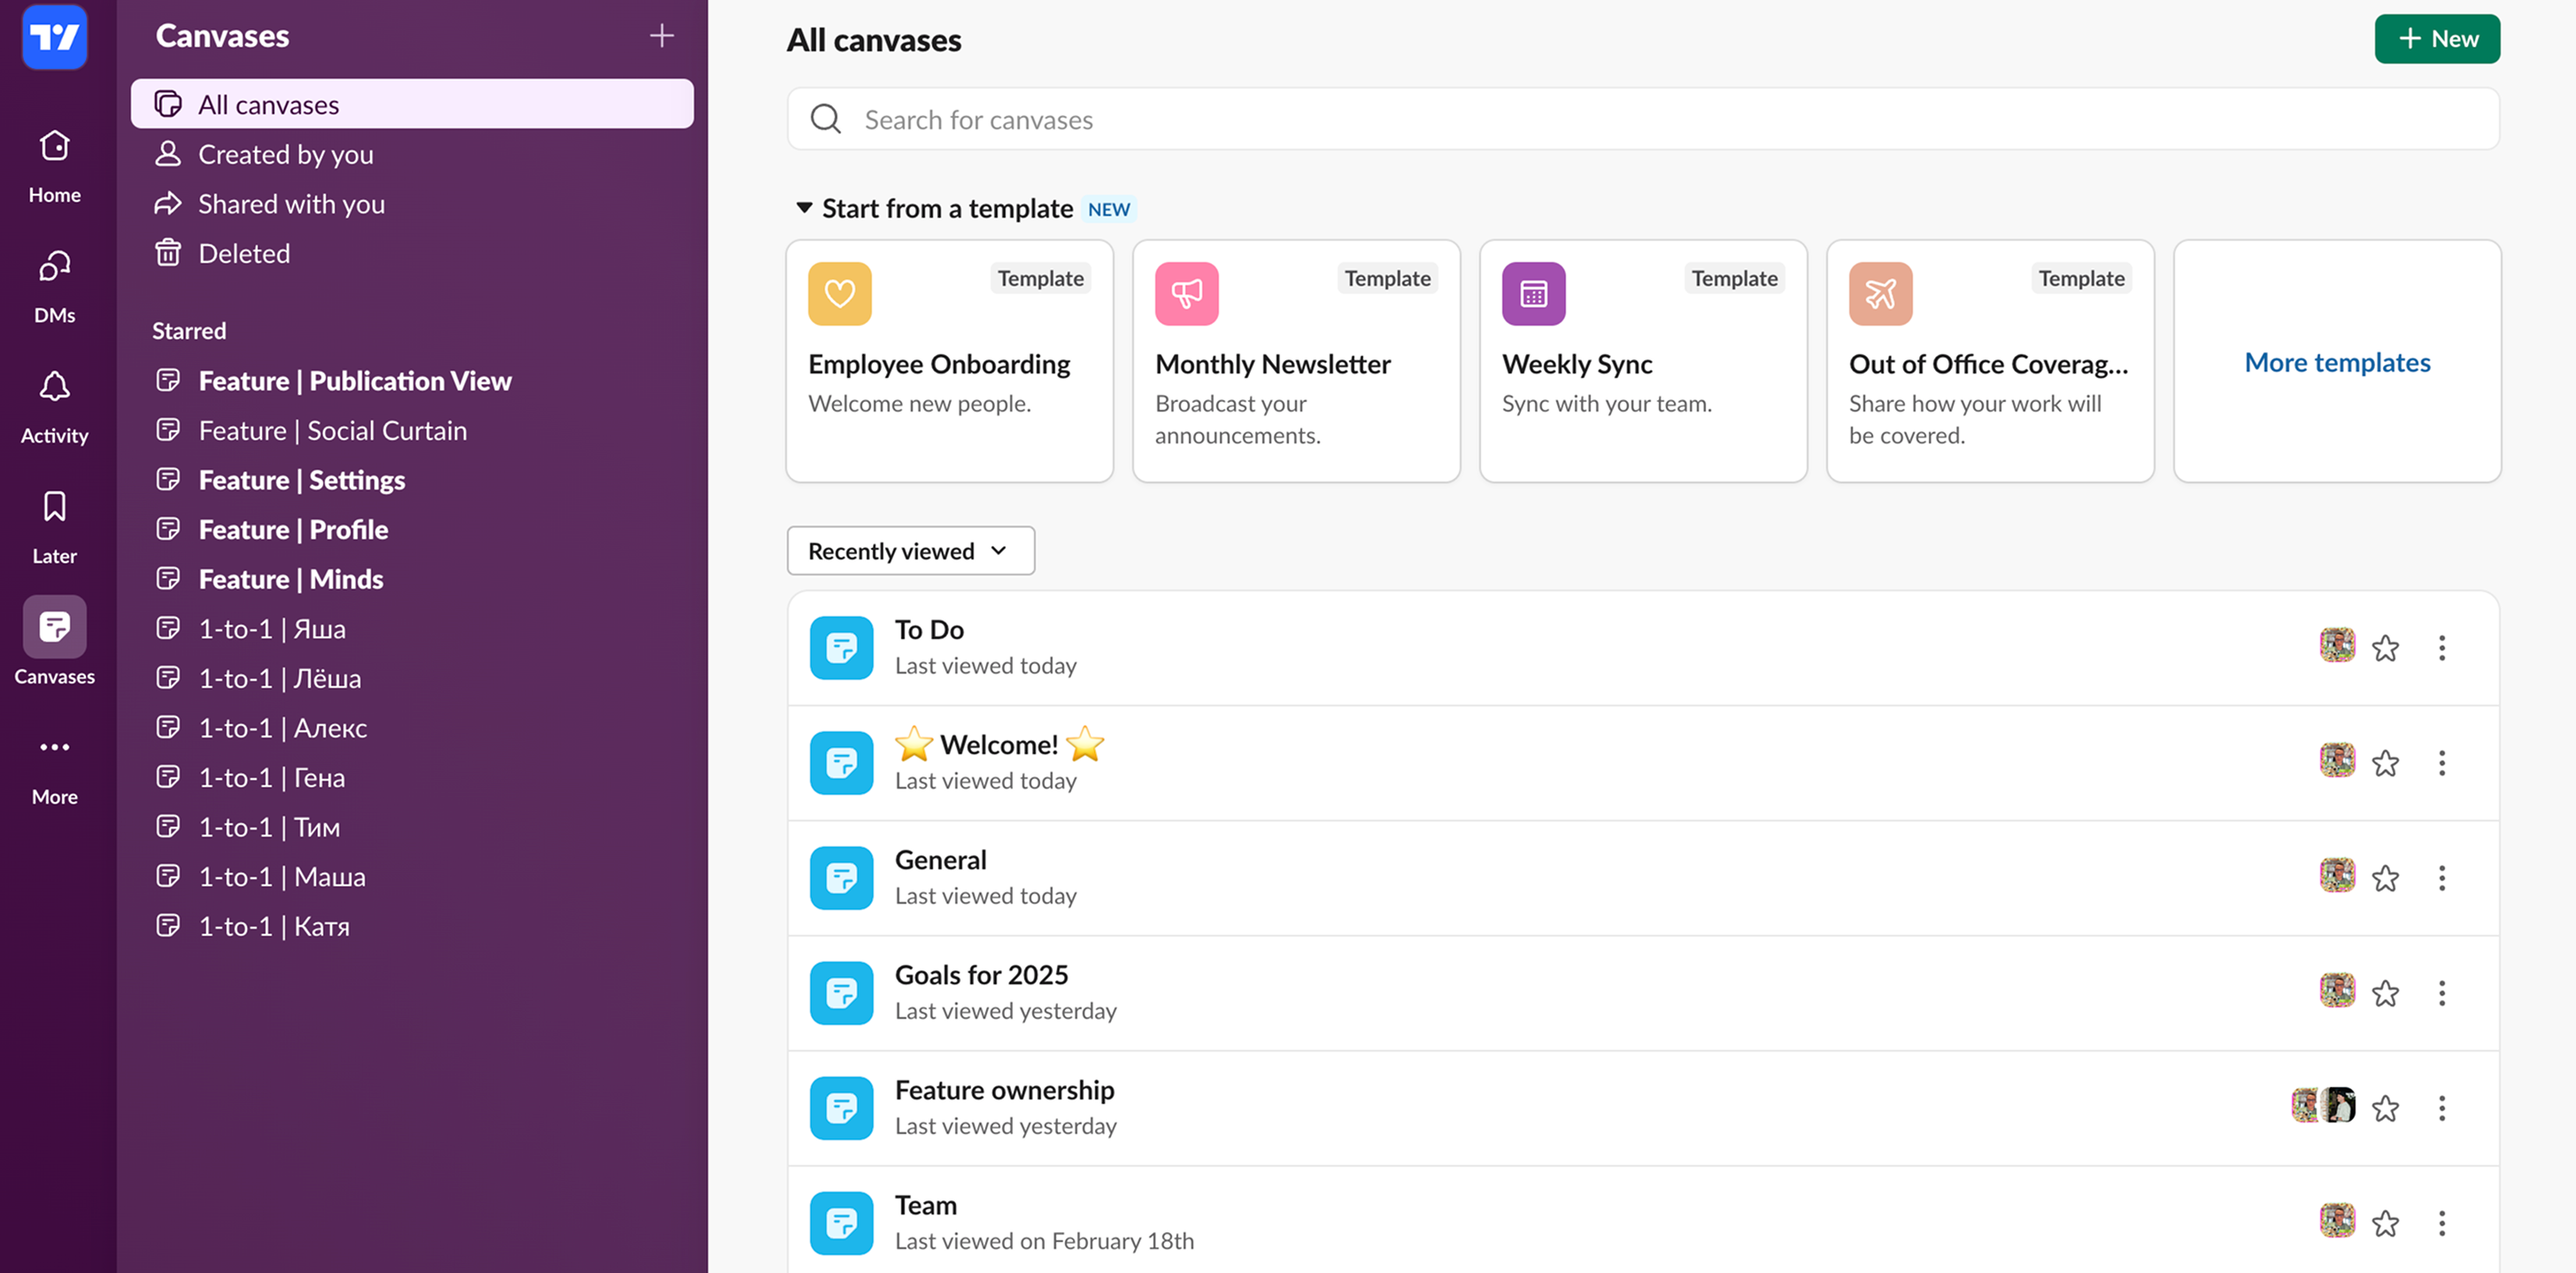 Home
DMs
Activity
Later
Canvases
More
Canvases
All canvases
Created by you
Shared with you
Deleted
Starred
Feature | Publication View
Feature | Social Curtain
Feature | Settings
Feature | Profile
Feature | Minds
1-to-1 | Яша
1-to-1 | Лёша
1-to-1 | Алекс
1-to-1 | Гена
1-to-1 | Тим
1-to-1 | Маша
1-to-1 | Катя
All canvases
New
Search for canvases
Start from a template NEW
Template
Employee Onboarding
Welcome new people.
Template
Monthly Newsletter
Broadcast your
announcements.
Template
Weekly Sync
Sync with your team.
Template
Out of Office Coverag...
Share how your work will
be covered.
More templates
Recently viewed
To Do
Last viewed today
Welcome!
Last viewed today
General
Last viewed today
Goals for 2025
Last viewed yesterday
Feature ownership
Last viewed yesterday
Team
Last viewed on February 18th